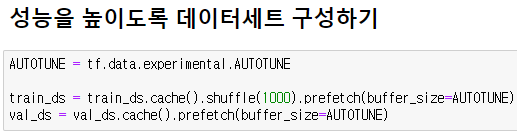 성능을 높이도록 데이터세트 구성하기
AUTOTUNE = tf.data.experimental.AUTOTUNE
train_ds = train_ds.cache().shuffle(1000).prefetch(buffer_size=AUTOTUNE)
val_ds = val_ds.cache().prefetch(buffer_size=AUTOTUNE)